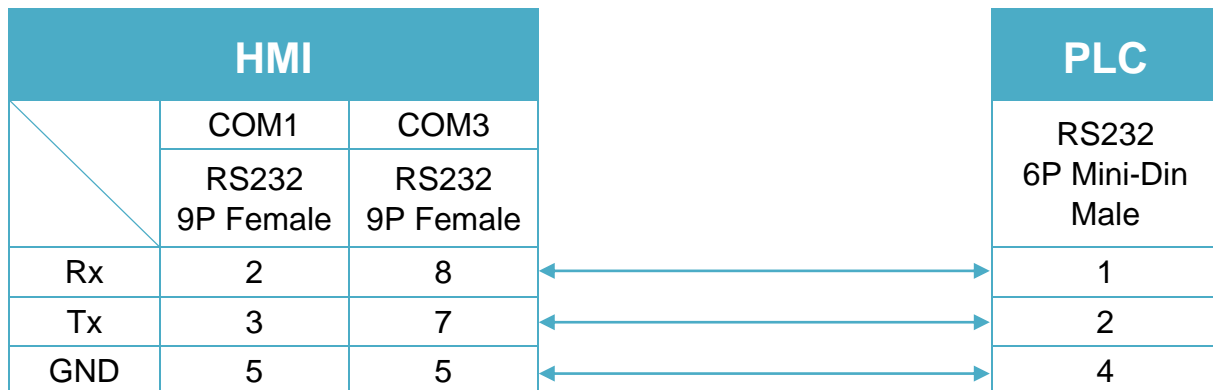 HMI PLC
COM1 COM3
RS232
9P Female
RS232
9P Female
RS232
6P Mini-Din
Male
Rx 2 8 1
Tx 3 7 2
GND 5 5 4